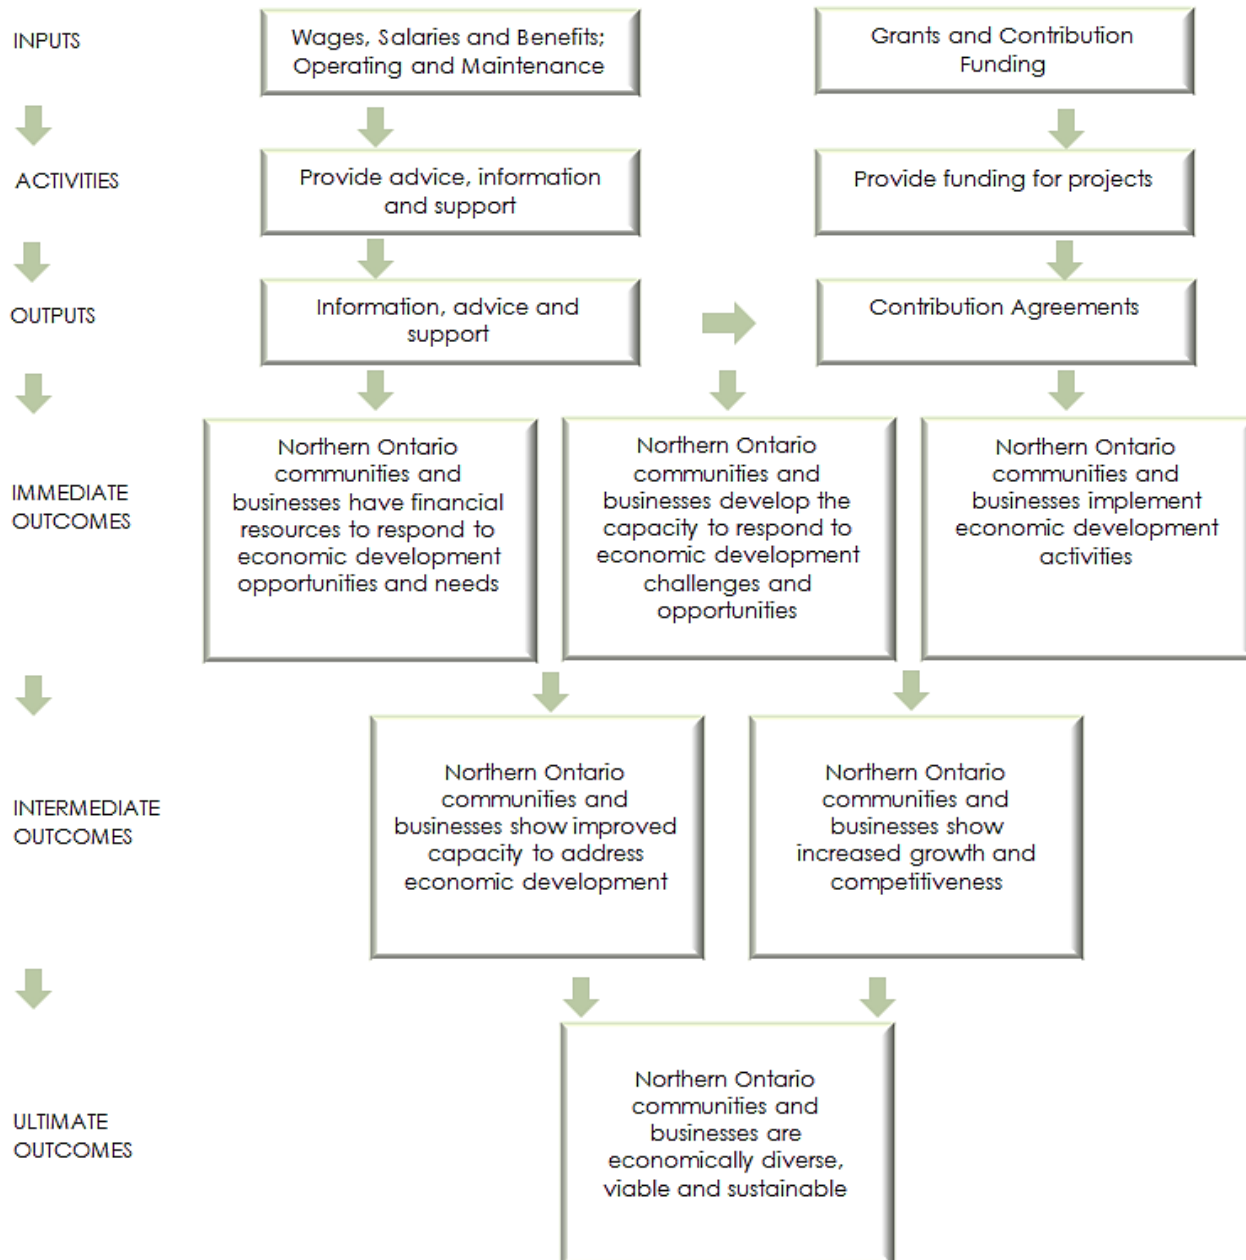 INPUTS
Wages, Salaries and Benefits;
Operating and Maintenance
Grants and Contribution
Funding
ACTIVITIES
Provide advice, information
and support
Provide funding for projects
OUTPUTS
Information, advice and
support
Contribution Agreements
IMMEDIATE
OUTCOMES
Northern Ontario
communities and
businesses have financial
resources to respond to
economic development
opportunities and needs
Northern Ontario
communities and
businesses develop the
capacity to respond to
economic development
challenges and
opportunities
Northern Ontario
communities and
businesses implement
economic development
activities
INTERMEDIATE
OUTCOMES
Northern Ontario
communities and
businesses show improved
capacity to address
economic development
Northern Ontario
communities and
businesses show
increased growth and
competitiveness
ULTIMATE
OUTCOMES
Northern Ontario
communities and
businesses are
economically diverse,
viable and sustainable